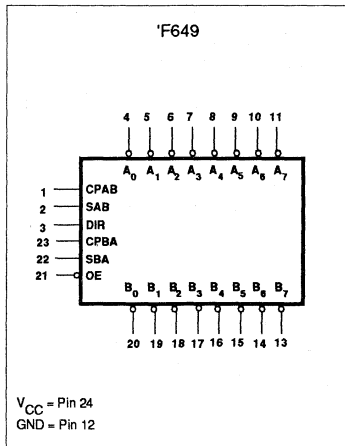 'F649
4 5 6 7 8 9 10 11
A0 A1 A2 A3 A4 A5 A6 A7
1 CPAB
2 SAB
3 DIR
23 CPBA
22 SBA
21 OE
B0 B1 B2 B3 B4 B5 B6 B7
20 19 18 17 16 15 14 13
VCC = Pin 24
GND = Pin 12